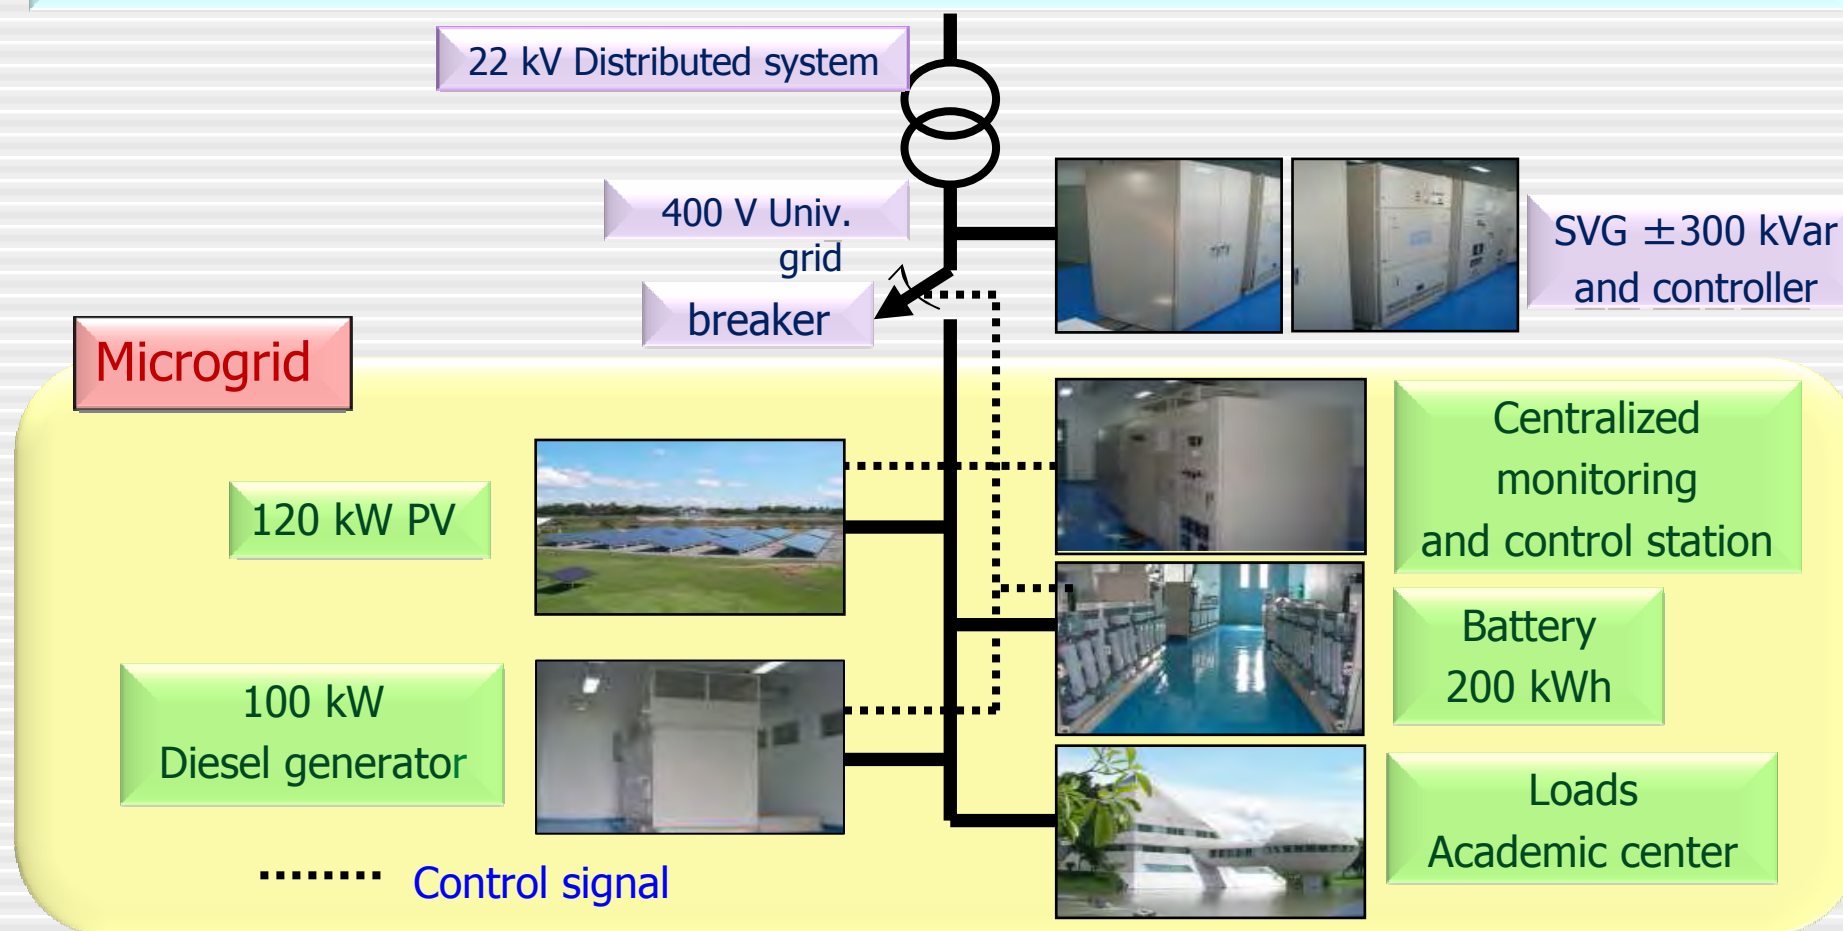 22 kV Distributed system
400 V Univ.
grid
breaker
SVG ±300 kVar
and controller
Microgrid
120 kW PV
100 kW
Diesel generator
Centralized
monitoring
and control station
Battery
200 kWh
Loads
Academic center
Control signal